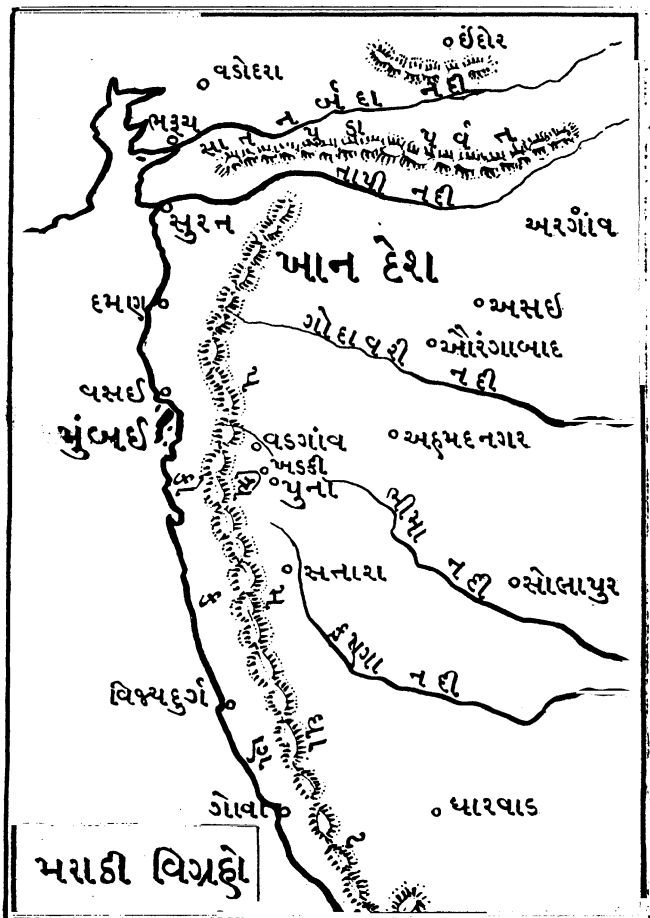 ઈંદોર
વડોદરા
નર્બદા નદી
ભરૂચ
સાતપુડા પર્વત
તાપી નદી
સુરત
અરગાંવ
ખાન દેશ
દમણ
અસઈ
ગોદાવરી નદી
ઔરંગાબાદ
વસઈ
મુંબઈ
વડગાંવ
અહમદનગર
ખડકી
પુના
ભીમા નદી
સતારા
સોલાપુર
કૃષ્ણા નદી
વિજયદુર્ગ
ગોવા
ધારવાડ
મરાઠી વિગ્રહો